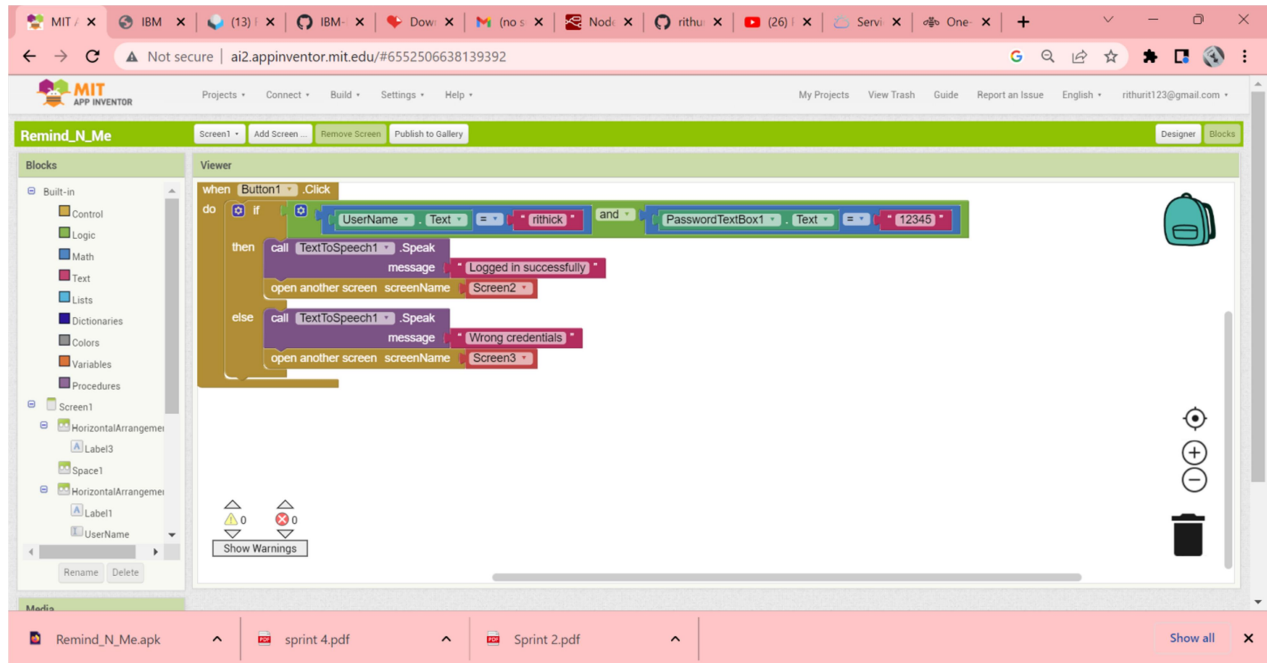 MIT /
IBM
(13) F
IBM-
Dow
(no s
Node
rithu
(26) |
Servi
One-
Not secure | ai2.appinventor.mit.edu/#6552506638139392
MIT
APP INVENTOR
Projects Connect Build Settings Help My Projects View Trash Guide Report an Issue English rithurit123@gmail.com
Remind_N_Me Screen1 Add Screen ... Remove Screen Publish to Gallery Designer Blocks
Blocks
Viewer
Built-in
Control
Logic
Math
Text
Lists
Dictionaries
Colors
Variables
Procedures
Screen1
HorizontalArrangemer
Label3
Space1
HorizontalArrangemer
Label1
UserName
Rename Delete
Media
when Button1 .Click
do if UserName . Text = " rithick " and PasswordTextBox1 . Text = " 12345 "
then call TextToSpeech1 .Speak
message " Logged in successfully "
open another screen screenName Screen2
else call TextToSpeech1 .Speak
message " Wrong credentials "
open another screen screenName Screen3
0 0
Show Warnings
Remind_N_Me.apk
PDF sprint 4.pdf
PDF Sprint 2.pdf
Show all